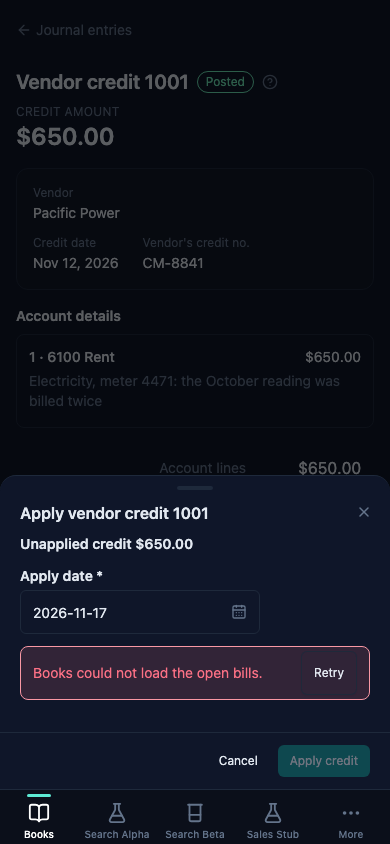 Journal entries
Vendor credit 1001 Posted
CREDIT AMOUNT
$650.00
Vendor
Pacific Power
Credit date Vendor's credit no.
Nov 12, 2026 CM-8841
Account details
1 · 6100 Rent $650.00
Electricity, meter 4471: the October reading was
billed twice
Account lines $650.00
Apply vendor credit 1001
Unapplied credit $650.00
Apply date *
2026-11-17
Books could not load the open bills. Retry
Cancel Apply credit
Books Search Alpha Search Beta Sales Stub More